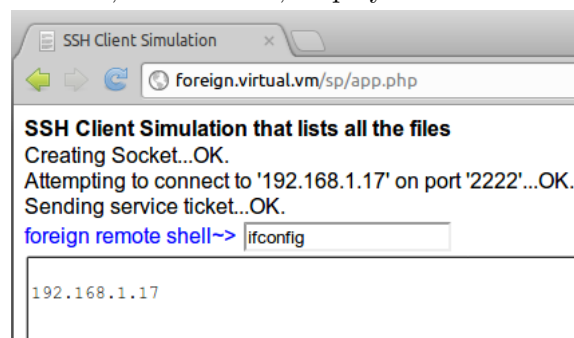 SSH Client Simulation ×
foreign.virtual.vm/sp/app.php
SSH Client Simulation that lists all the files
Creating Socket...OK.
Attempting to connect to '192.168.1.17' on port '2222'...OK.
Sending service ticket...OK.
foreign remote shell~> ifconfig
192.168.1.17